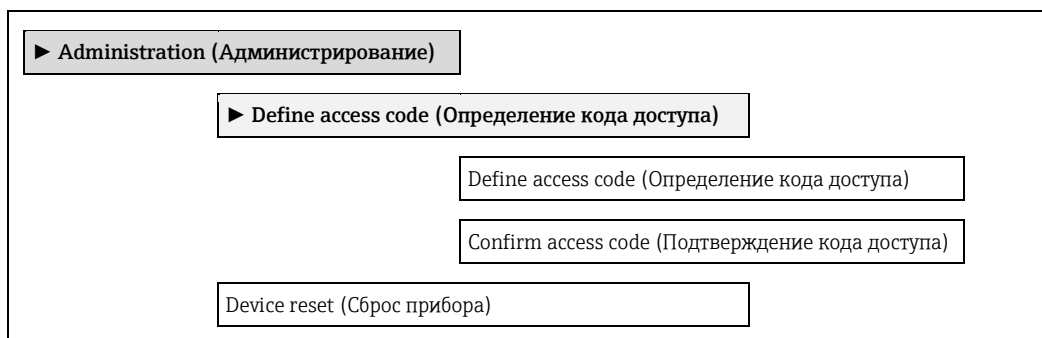 ► Administration (Администрирование)
► Define access code (Определение кода доступа)
Define access code (Определение кода доступа)
Confirm access code (Подтверждение кода доступа)
Device reset (Сброс прибора)